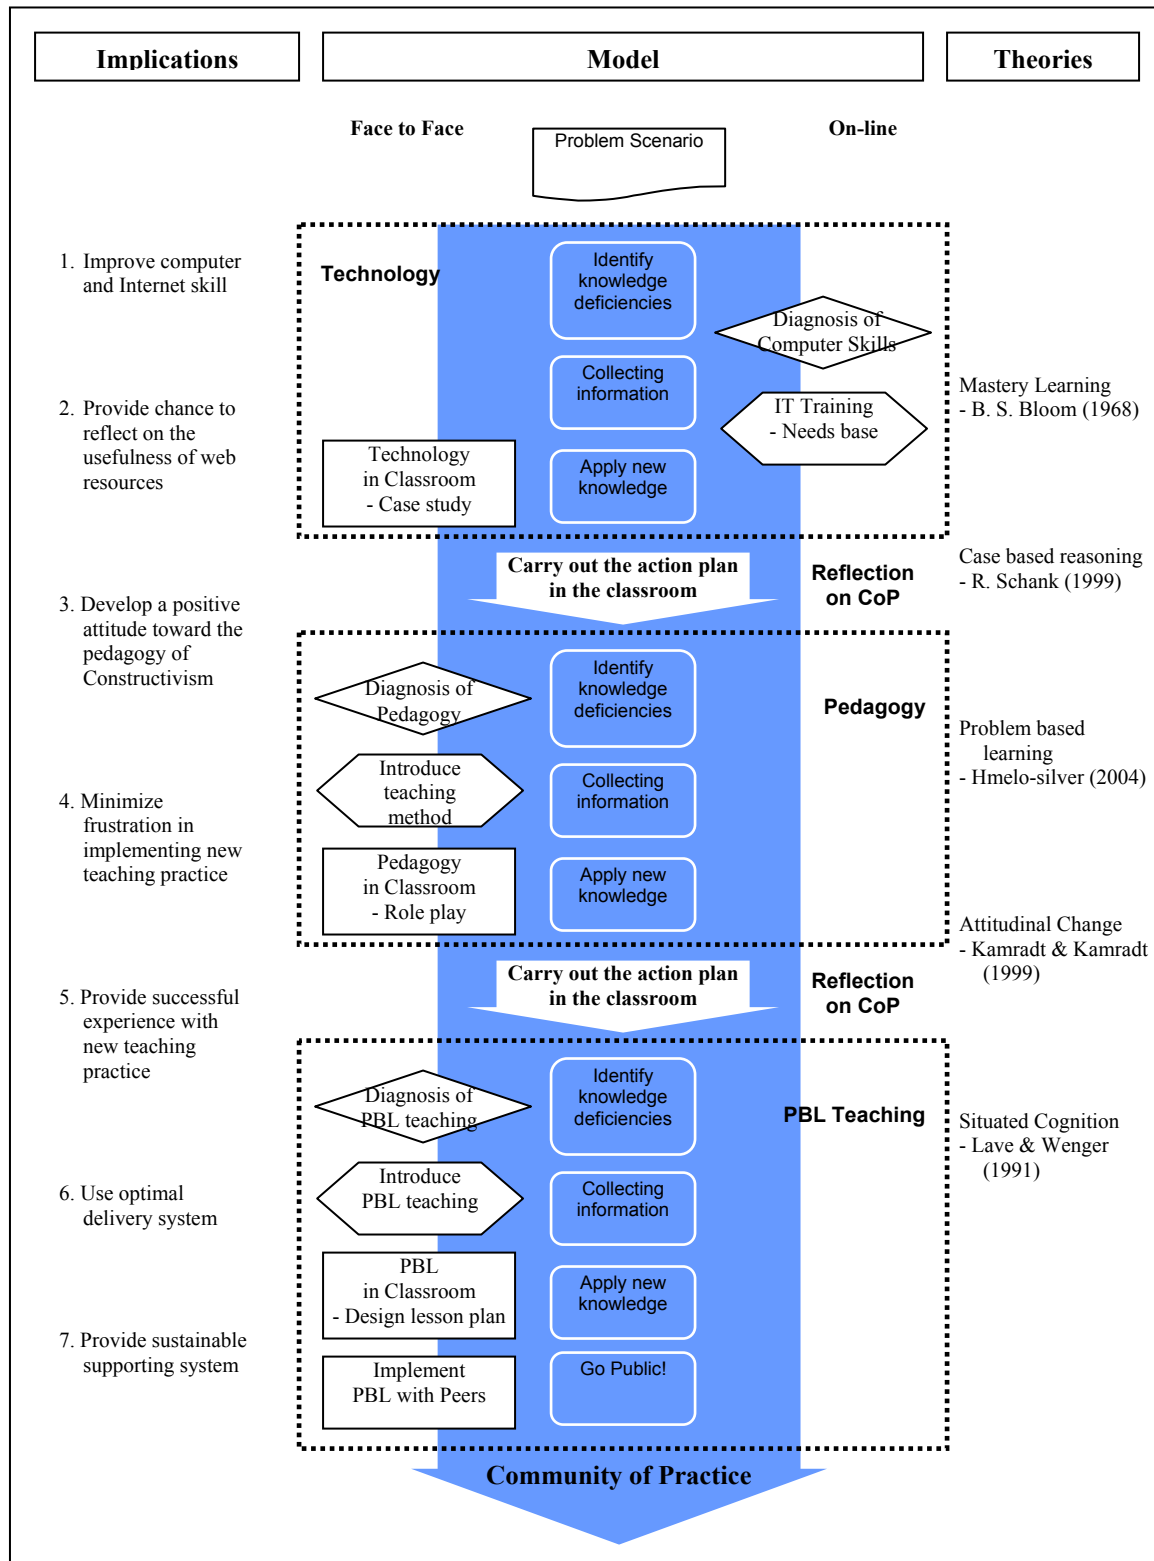 Implications
Model
Theories
Face to Face
Problem Scenario
On-line
1. Improve computer
and Internet skill
2. Provide chance to
reflect on the
usefulness of web
resources
3. Develop a positive
attitude toward the
pedagogy of
Constructivism
4. Minimize
frustration in
implementing new
teaching practice
5. Provide successful
experience with
new teaching
practice
6. Use optimal
delivery system
7. Provide sustainable
supporting system
Technology
Identify
knowledge
deficiencies
Diagnosis of
Computer Skills
Collecting
information
IT Training
- Needs base
Technology
in Classroom
- Case study
Apply new
knowledge
Carry out the action plan
in the classroom
Reflection
on CoP
Diagnosis of
Pedagogy
Identify
knowledge
deficiencies
Pedagogy
Introduce
teaching
method
Collecting
information
Pedagogy
in Classroom
- Role play
Apply new
knowledge
Carry out the action plan
in the classroom
Reflection
on CoP
Diagnosis of
PBL teaching
Identify
knowledge
deficiencies
PBL Teaching
Introduce
PBL teaching
Collecting
information
PBL
in Classroom
- Design lesson plan
Apply new
knowledge
Implement
PBL with Peers
Go Public!
Community of Practice
Mastery Learning
- B. S. Bloom (1968)
Case based reasoning
- R. Schank (1999)
Problem based
learning
- Hmelo-silver (2004)
Attitudinal Change
- Kamradt & Kamradt
(1999)
Situated Cognition
- Lave & Wenger
(1991)